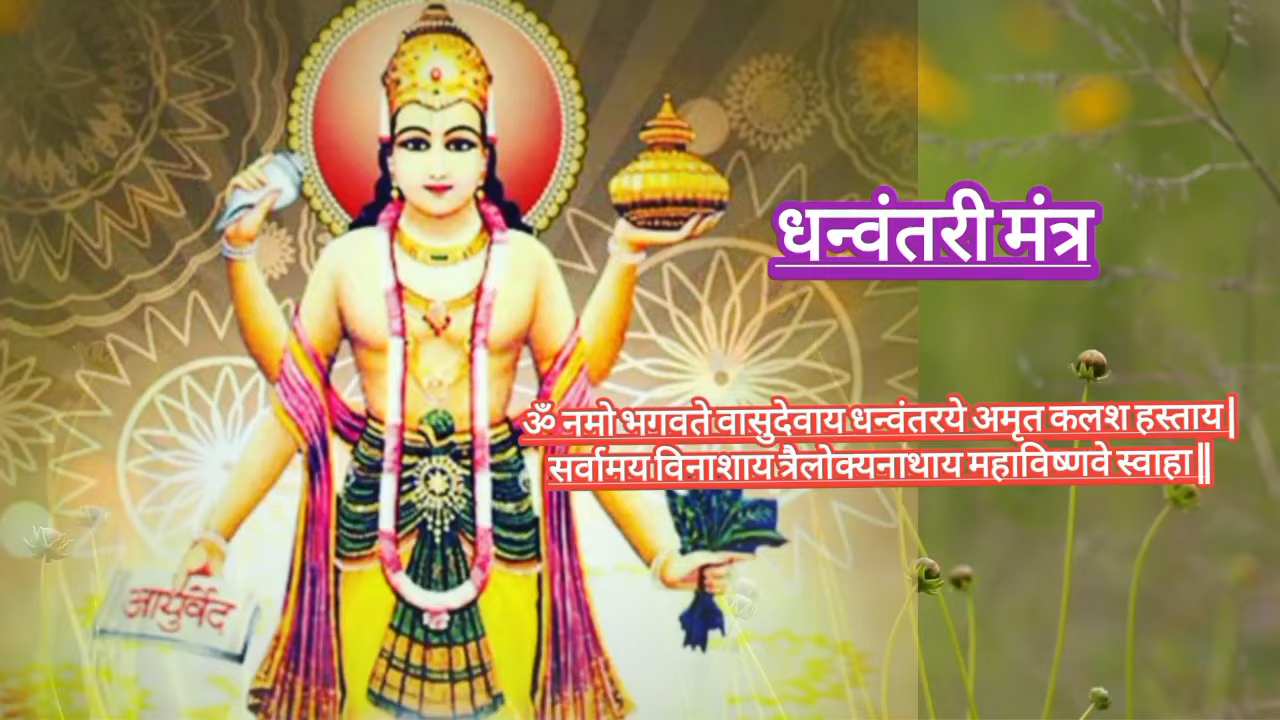 धन्वंतरी मंत्र
ॐ नमो भगवते वासुदेवाय धन्वंतरये अमृत कलश हस्ताय |
सर्वामय विनाशाय त्रैलोक्यनाथाय महाविष्णवे स्वाहा ||
आयुर्वेद